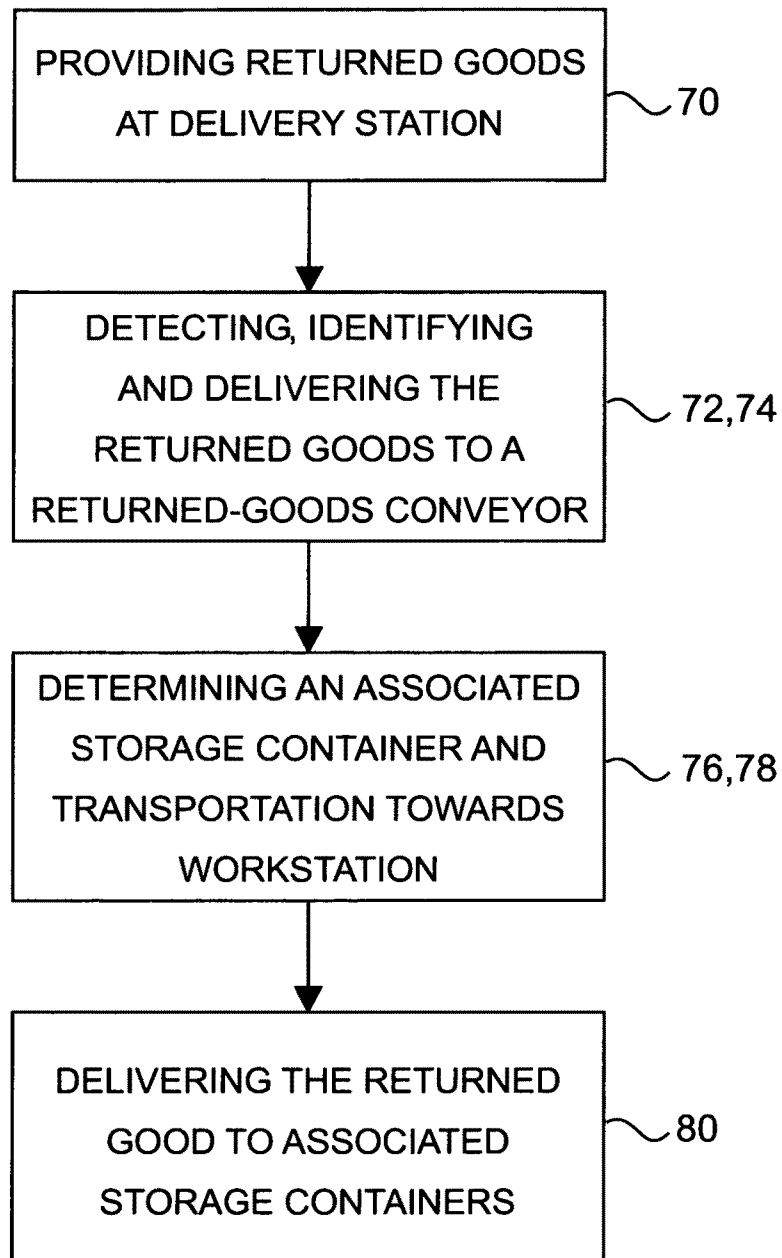 PROVIDING RETURNED GOODS
AT DELIVERY STATION
70
DETECTING, IDENTIFYING
AND DELIVERING THE
RETURNED GOODS TO A
RETURNED-GOODS CONVEYOR
72,74
DETERMINING AN ASSOCIATED
STORAGE CONTAINER AND
TRANSPORTATION TOWARDS
WORKSTATION
76,78
DELIVERING THE RETURNED
GOOD TO ASSOCIATED
STORAGE CONTAINERS
80